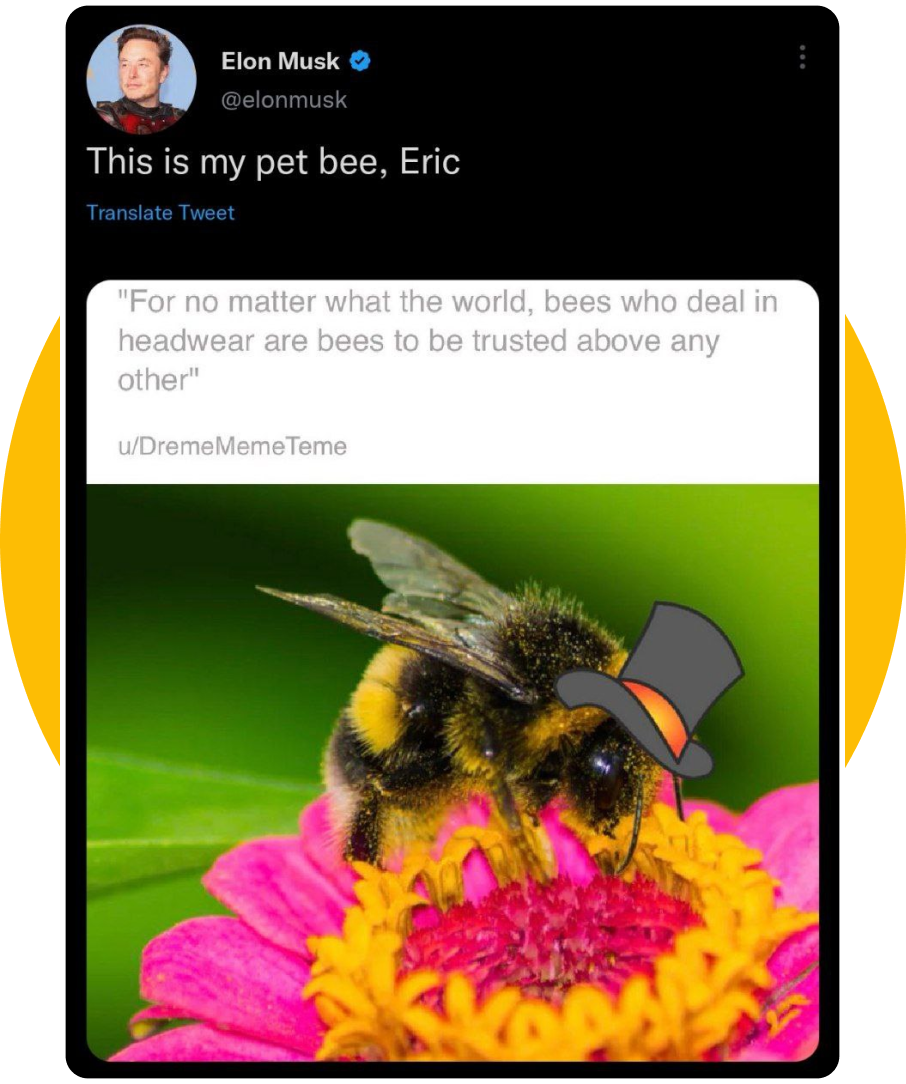 Elon Musk
@elonmusk
This is my pet bee, Eric
Translate Tweet
"For no matter what the world, bees who deal in
headwear are bees to be trusted above any
other"
u/DremeMemeTeme